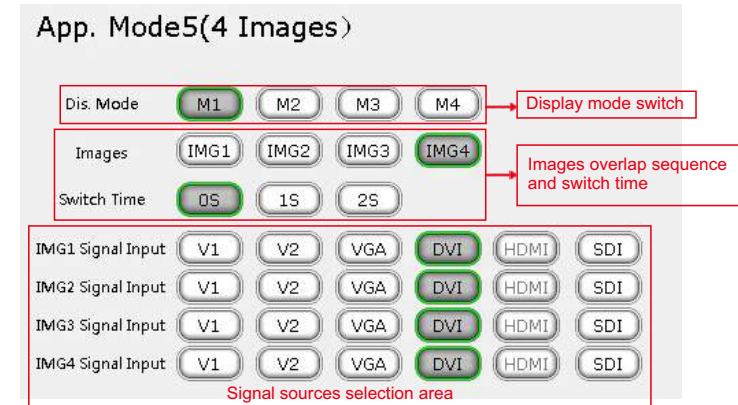 App. Mode5(4 Images）
Dis. Mode M1 M2 M3 M4 Display mode switch
Images IMG1 IMG2 IMG3 IMG4
Images overlap sequence
and switch time
Switch Time 0S 1S 2S
IMG1 Signal Input V1 V2 VGA DVI HDMI SDI
IMG2 Signal Input V1 V2 VGA DVI HDMI SDI
IMG3 Signal Input V1 V2 VGA DVI HDMI SDI
IMG4 Signal Input V1 V2 VGA DVI HDMI SDI
Signal sources selection area